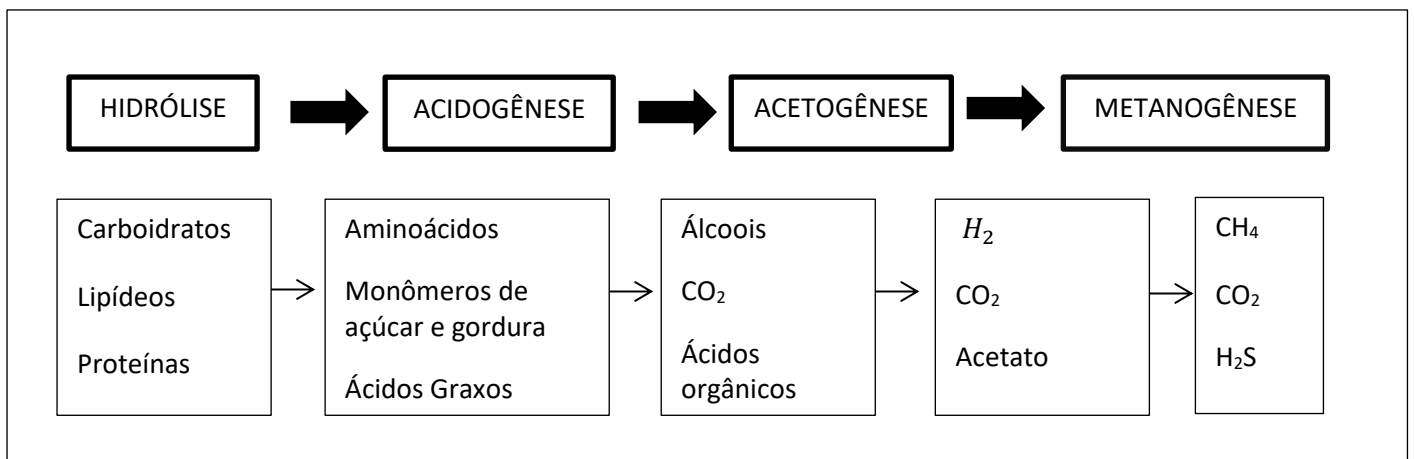 HIDRÓLISE
ACIDOGÊNESE
ACETOGÊNESE
METANOGÊNESE
Carboidratos
Lipídeos
Proteínas
Aminoácidos
Monômeros de
açúcar e gordura
Ácidos Graxos
Álcoois
CO₂
Ácidos
orgânicos
H₂
CO₂
Acetato
CH₄
CO₂
H₂S